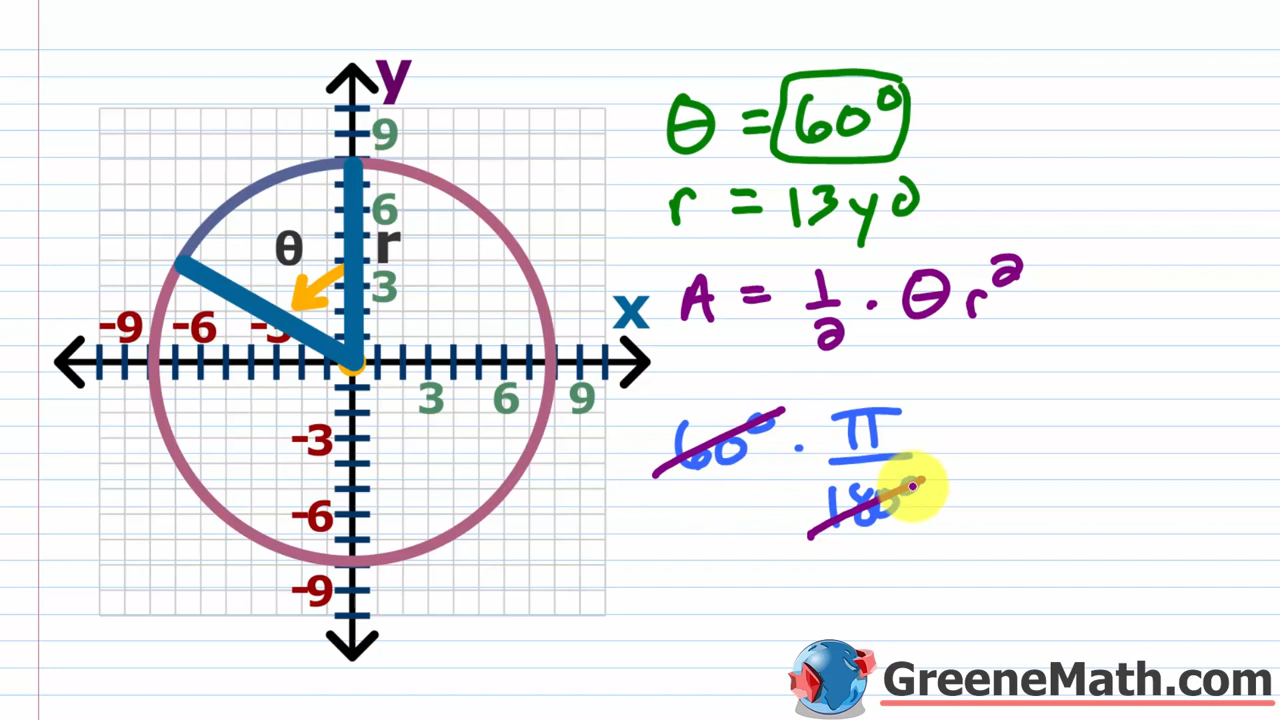 y
9
6
3
θ
r
x
-9 -6 -3
3 6 9
-3
-6
-9
θ = 60°
r = 13yd
A = 1/2 · θr²
60° · π/180°
GreeneMath.com